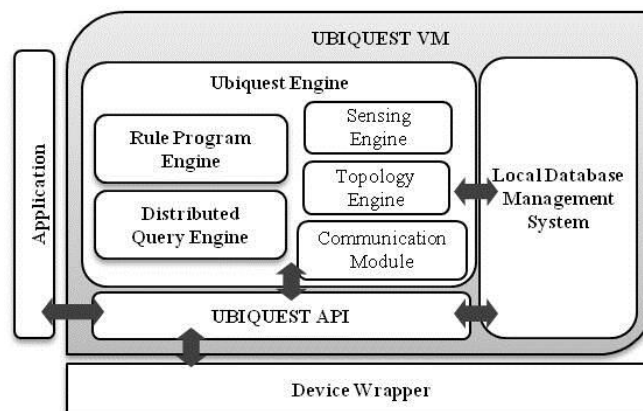 UBIQUEST VM
Application
Ubiquest Engine
Rule Program
Engine
Distributed
Query Engine
Sensing
Engine
Topology
Engine
Communication
Module
Local Database
Management
System
UBIQUEST API
Device Wrapper